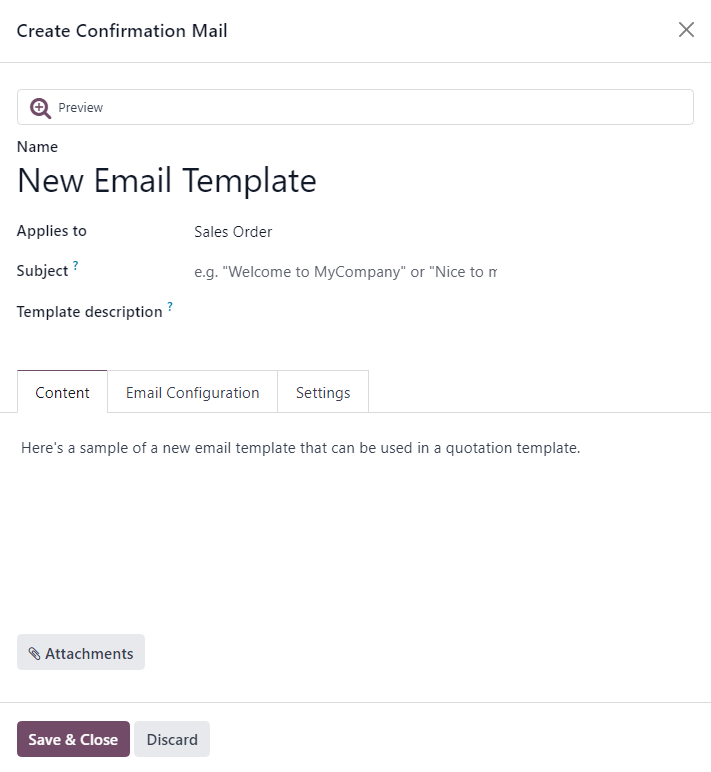 Create Confirmation Mail
Preview
Name
New Email Template
Applies to Sales Order
Subject ? e.g. "Welcome to MyCompany" or "Nice to m
Template description ?
Content Email Configuration Settings
Here's a sample of a new email template that can be used in a quotation template.
Attachments
Save & Close Discard